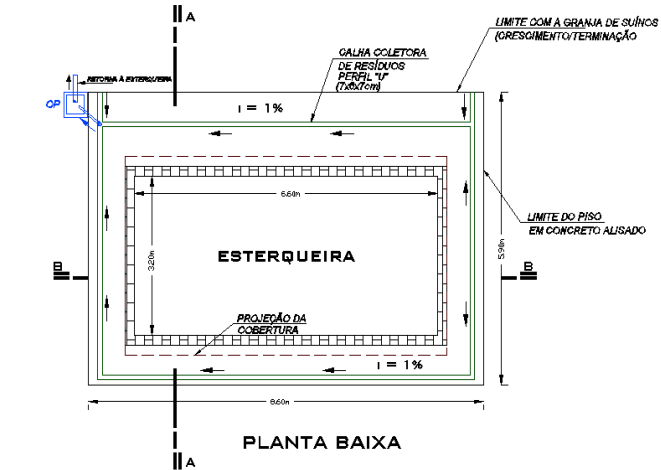 A
LIMITE COM A GRANJA DE SUÍNOS
(CRESCIMENTO/TERMINAÇÃO
CALHA COLETORA
DE RESÍDUOS
PERFIL "U"
(7x6x7cm)
RETORNA À ESTERQUEIRA
CP
i = 1%
6.60m
3.20m
ESTERQUEIRA
LIMITE DO PISO
EM CONCRETO ALISADO
5.98m
B
B
PROJEÇÃO DA
COBERTURA
i = 1%
8.60m
PLANTA BAIXA
A